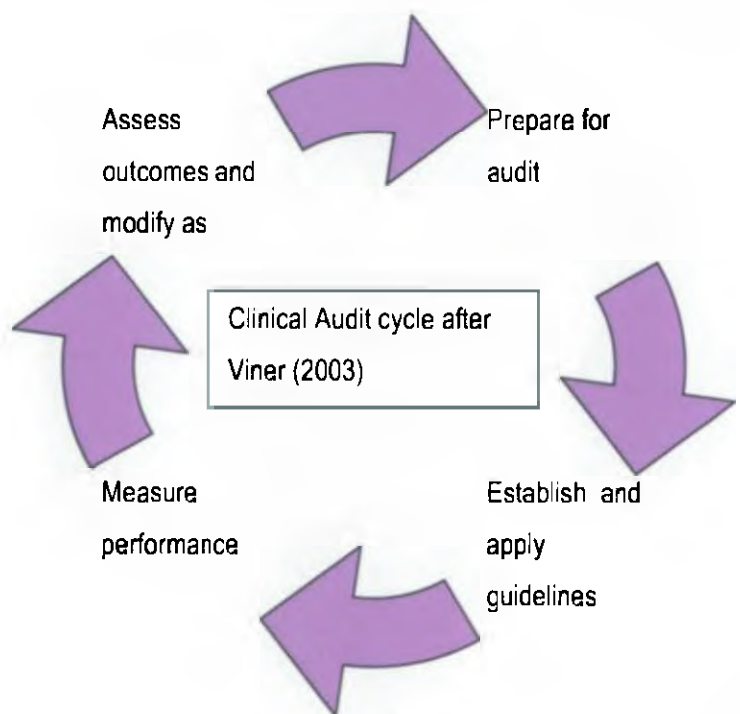 Assess
outcomes and
modify as
Prepare for
audit
Clinical Audit cycle after
Viner (2003)
Measure
performance
Establish and
apply
guidelines